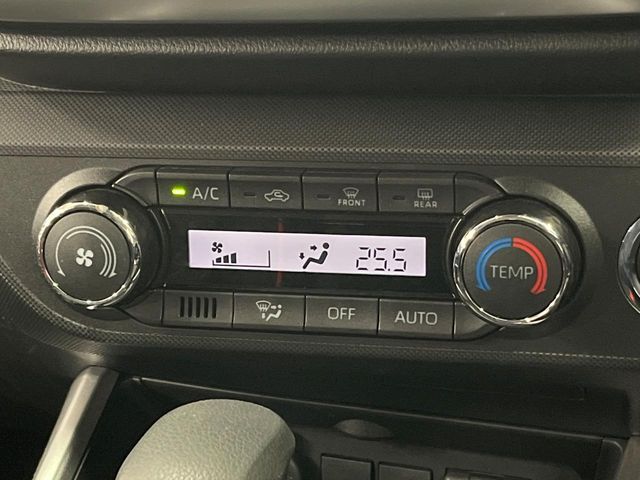 A/C
FRONT
REAR
25.5
TEMP
OFF
AUTO